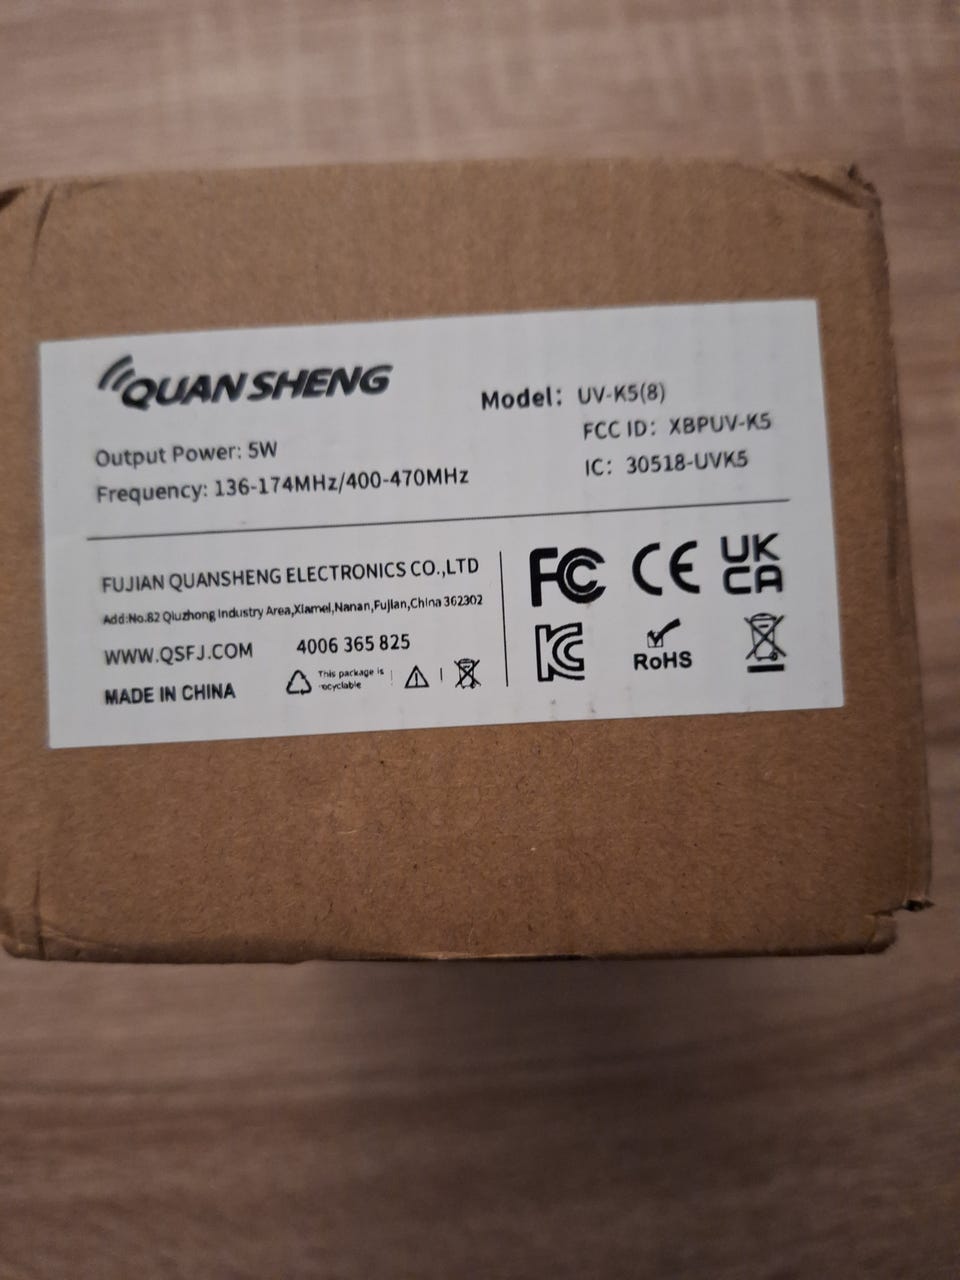 QUANSHENG
Model: UV-K5(8)
Output Power: 5W
FCC ID: XBPUV-K5
Frequency: 136-174MHz/400-470MHz
IC: 30518-UVK5
FUJIAN QUANSHENG ELECTRONICS CO.,LTD
Add:No.82 Qiuzhong Industry Area,Xiamei,Nanan,Fujian,China 362302
WWW.QSFJ.COM 4006 365 825
MADE IN CHINA
This package is
recyclable
FC CE UK
CA
KC
RoHS